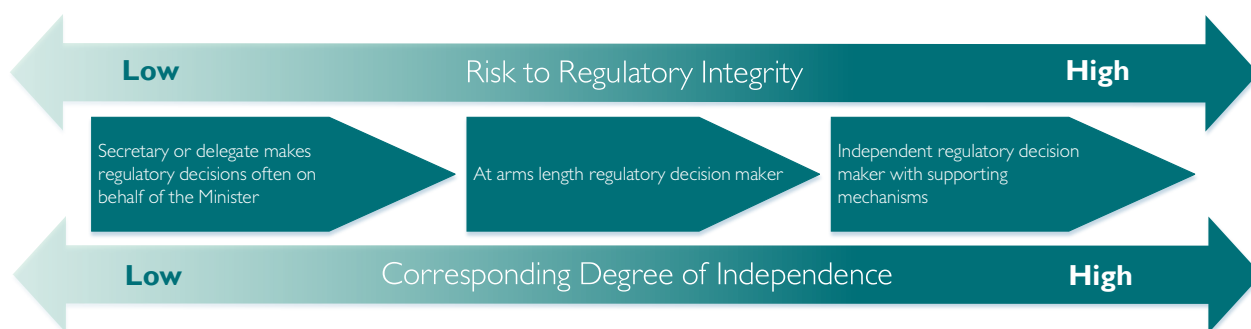 Low Risk to Regulatory Integrity High
Secretary or delegate makes
regulatory decisions often on
behalf of the Minister
At arms length regulatory decision maker
Independent regulatory decision
maker with supporting
mechanisms
Low Corresponding Degree of Independence High